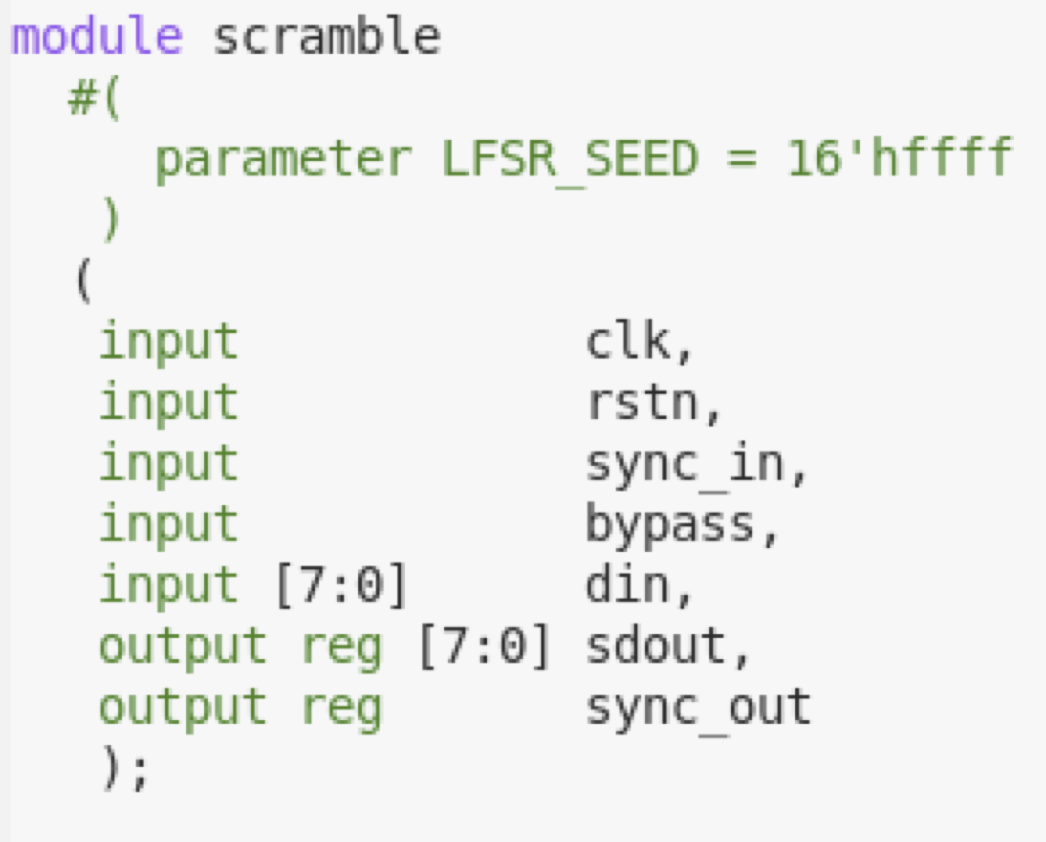 module scramble
  #(
     parameter LFSR_SEED = 16'hffff
   )
  (
   input            clk,
   input            rstn,
   input            sync_in,
   input            bypass,
   input [7:0]      din,
   output reg [7:0] sdout,
   output reg       sync_out
   );